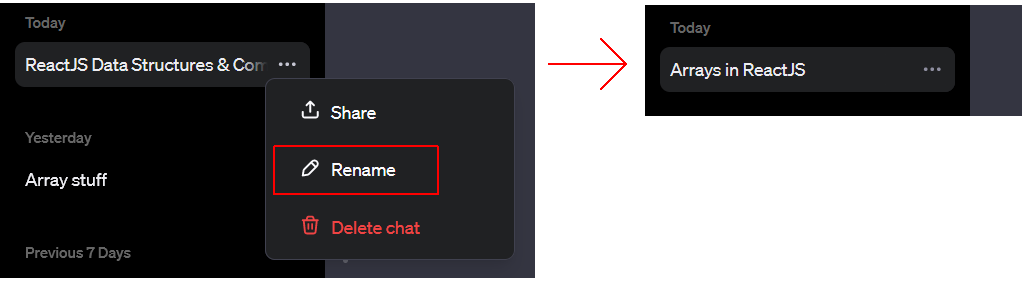 Today
ReactJS Data Structures & Com
Share
Yesterday
Rename
Array stuff
Delete chat
Previous 7 Days
Today
Arrays in ReactJS